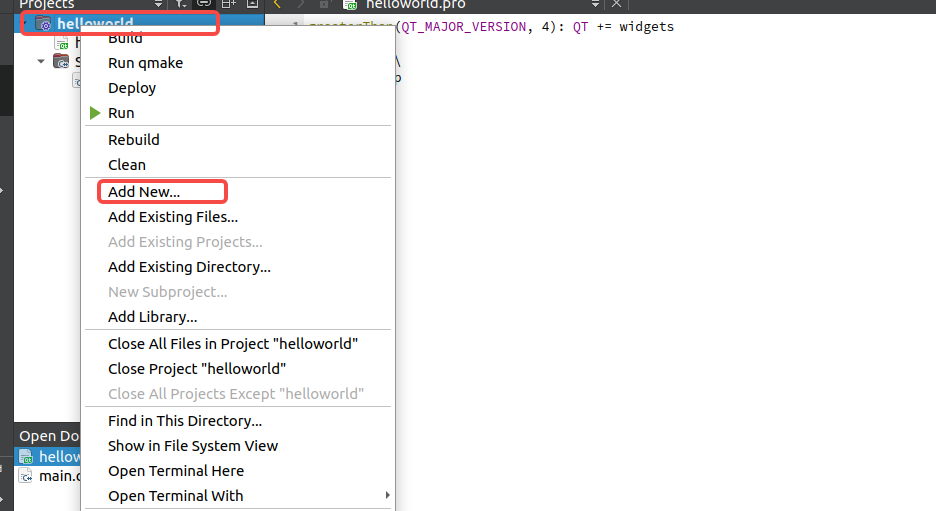 Projects
helloworld.pro
helloworld
(QT_MAJOR_VERSION, 4): QT += widgets
\
Build
Run qmake
Deploy
Run
Rebuild
Clean
Add New...
Add Existing Files...
Add Existing Projects...
Add Existing Directory...
New Subproject...
Add Library...
Close All Files in Project "helloworld"
Close Project "helloworld"
Close All Projects Except "helloworld"
Find in This Directory...
Show in File System View
Open Terminal Here
Open Terminal With
Open Do
hellow
main.c